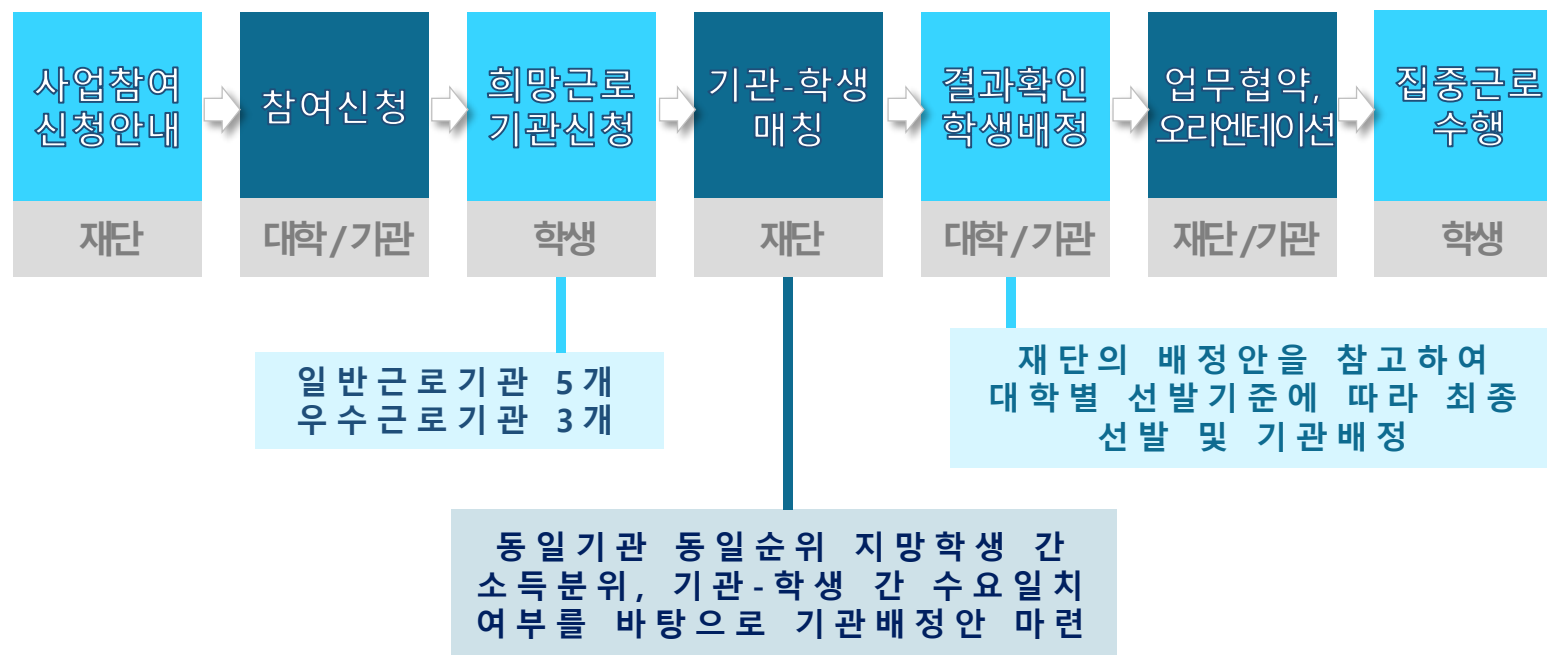 사업참여
신청안내
재단
참여신청
대학/기관
희망근로
기관신청
학생
기관-학생
매칭
재단
결과확인
학생배정
대학/기관
업무협약,
오리엔테이션
재단/기관
집중근로
수행
학생
일반근로기관 5개
우수근로기관 3개
재단의 배정안을 참고하여
대학별 선발기준에 따라 최종
선발 및 기관배정
동일기관 동일순위 지망학생 간
소득분위, 기관-학생 간 수요일치
여부를 바탕으로 기관배정안 마련